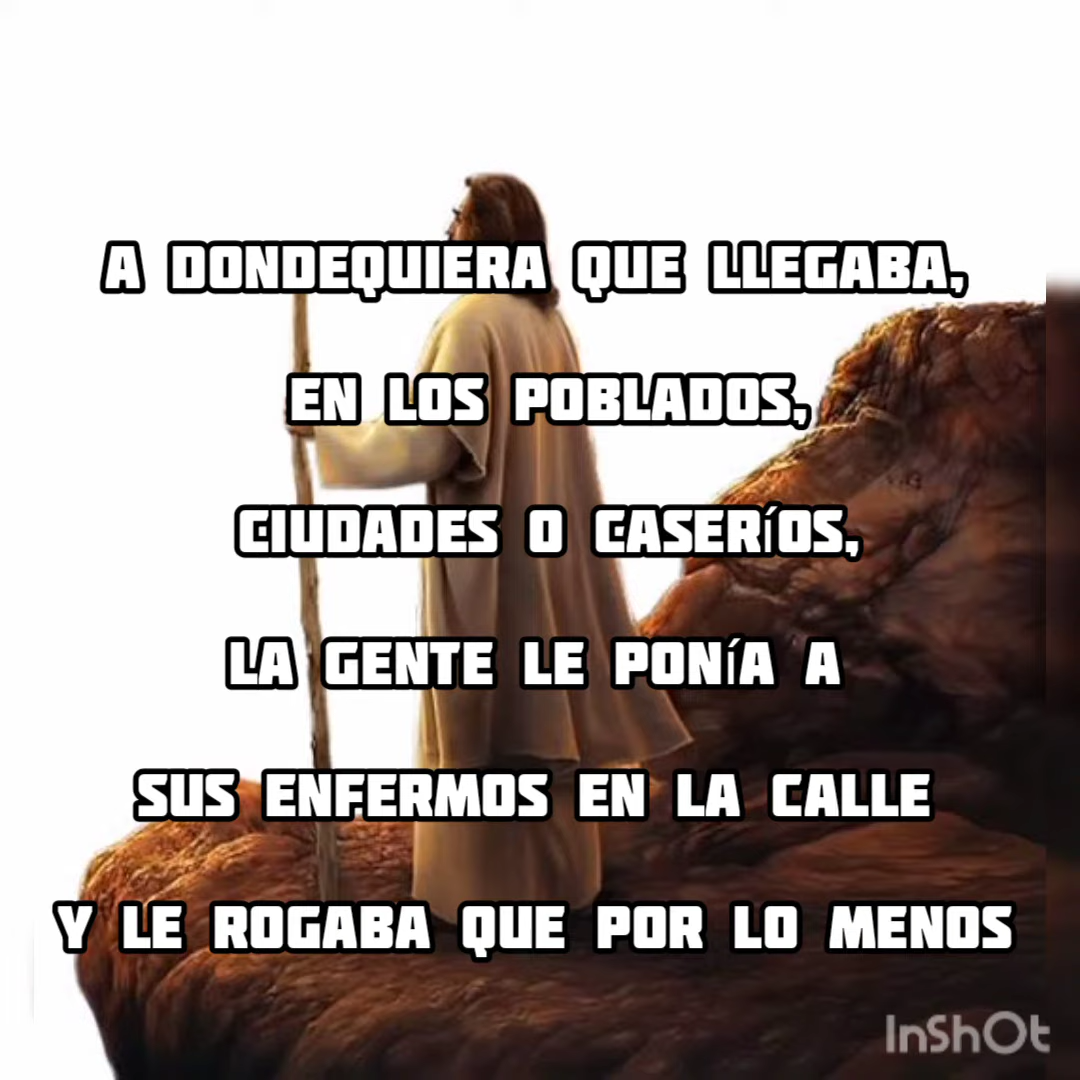 A DONDEQUIERA QUE LLEGABA,
EN LOS POBLADOS,
CIUDADES O CASERÍOS,
LA GENTE LE PONÍA A
SUS ENFERMOS EN LA CALLE
Y LE ROGABA QUE POR LO MENOS
InShOt